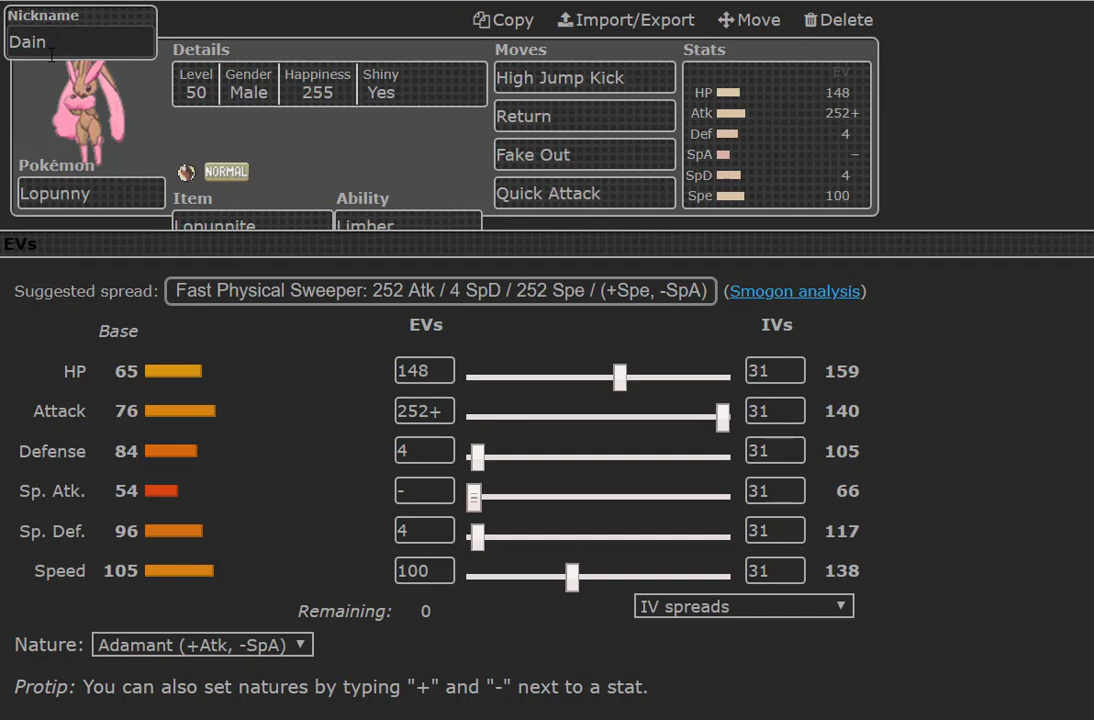 Nickname
Dain
Copy Import/Export Move Delete
Details
Level Gender Happiness Shiny
50 Male 255 Yes
Pokémon
Lopunny
NORMAL
Item Ability
Lopunnite Limber
Moves
High Jump Kick
Return
Fake Out
Quick Attack
Stats
EV
HP 148
Atk 252+
Def 4
SpA –
SpD 4
Spe 100
EVs
Suggested spread: Fast Physical Sweeper: 252 Atk / 4 SpD / 252 Spe / (+Spe, -SpA) (Smogon analysis)
Base EVs IVs
HP 65 148 31 159
Attack 76 252+ 31 140
Defense 84 4 31 105
Sp. Atk. 54 - 31 66
Sp. Def. 96 4 31 117
Speed 105 100 31 138
Remaining: 0 IV spreads
Nature: Adamant (+Atk, -SpA)
Protip: You can also set natures by typing "+" and "-" next to a stat.